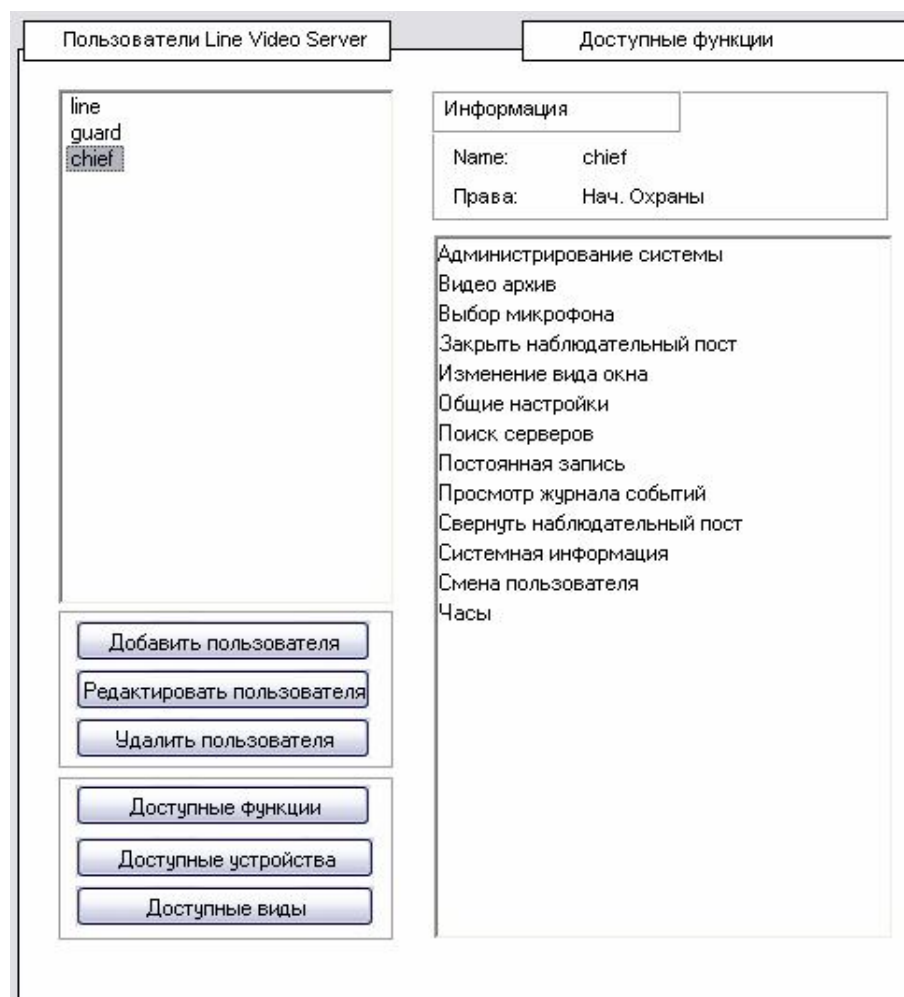 Пользователи Line Video Server
Доступные функции
line
guard
chief
Информация
Name: chief
Права: Нач. Охраны
Администрирование системы
Видео архив
Выбор микрофона
Закрыть наблюдательный пост
Изменение вида окна
Общие настройки
Поиск серверов
Постоянная запись
Просмотр журнала событий
Свернуть наблюдательный пост
Системная информация
Смена пользователя
Часы
Добавить пользователя
Редактировать пользователя
Удалить пользователя
Доступные функции
Доступные устройства
Доступные виды